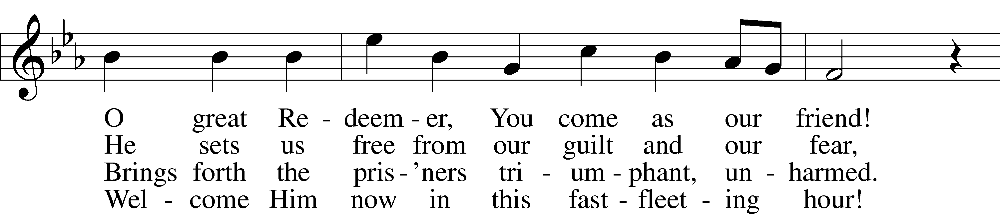 O great Re - deem - er, You come as our friend!
He sets us free from our guilt and our fear,
Brings forth the pris - ’ners tri - um - phant, un - harmed.
Wel - come Him now in this fast - fleet - ing hour!